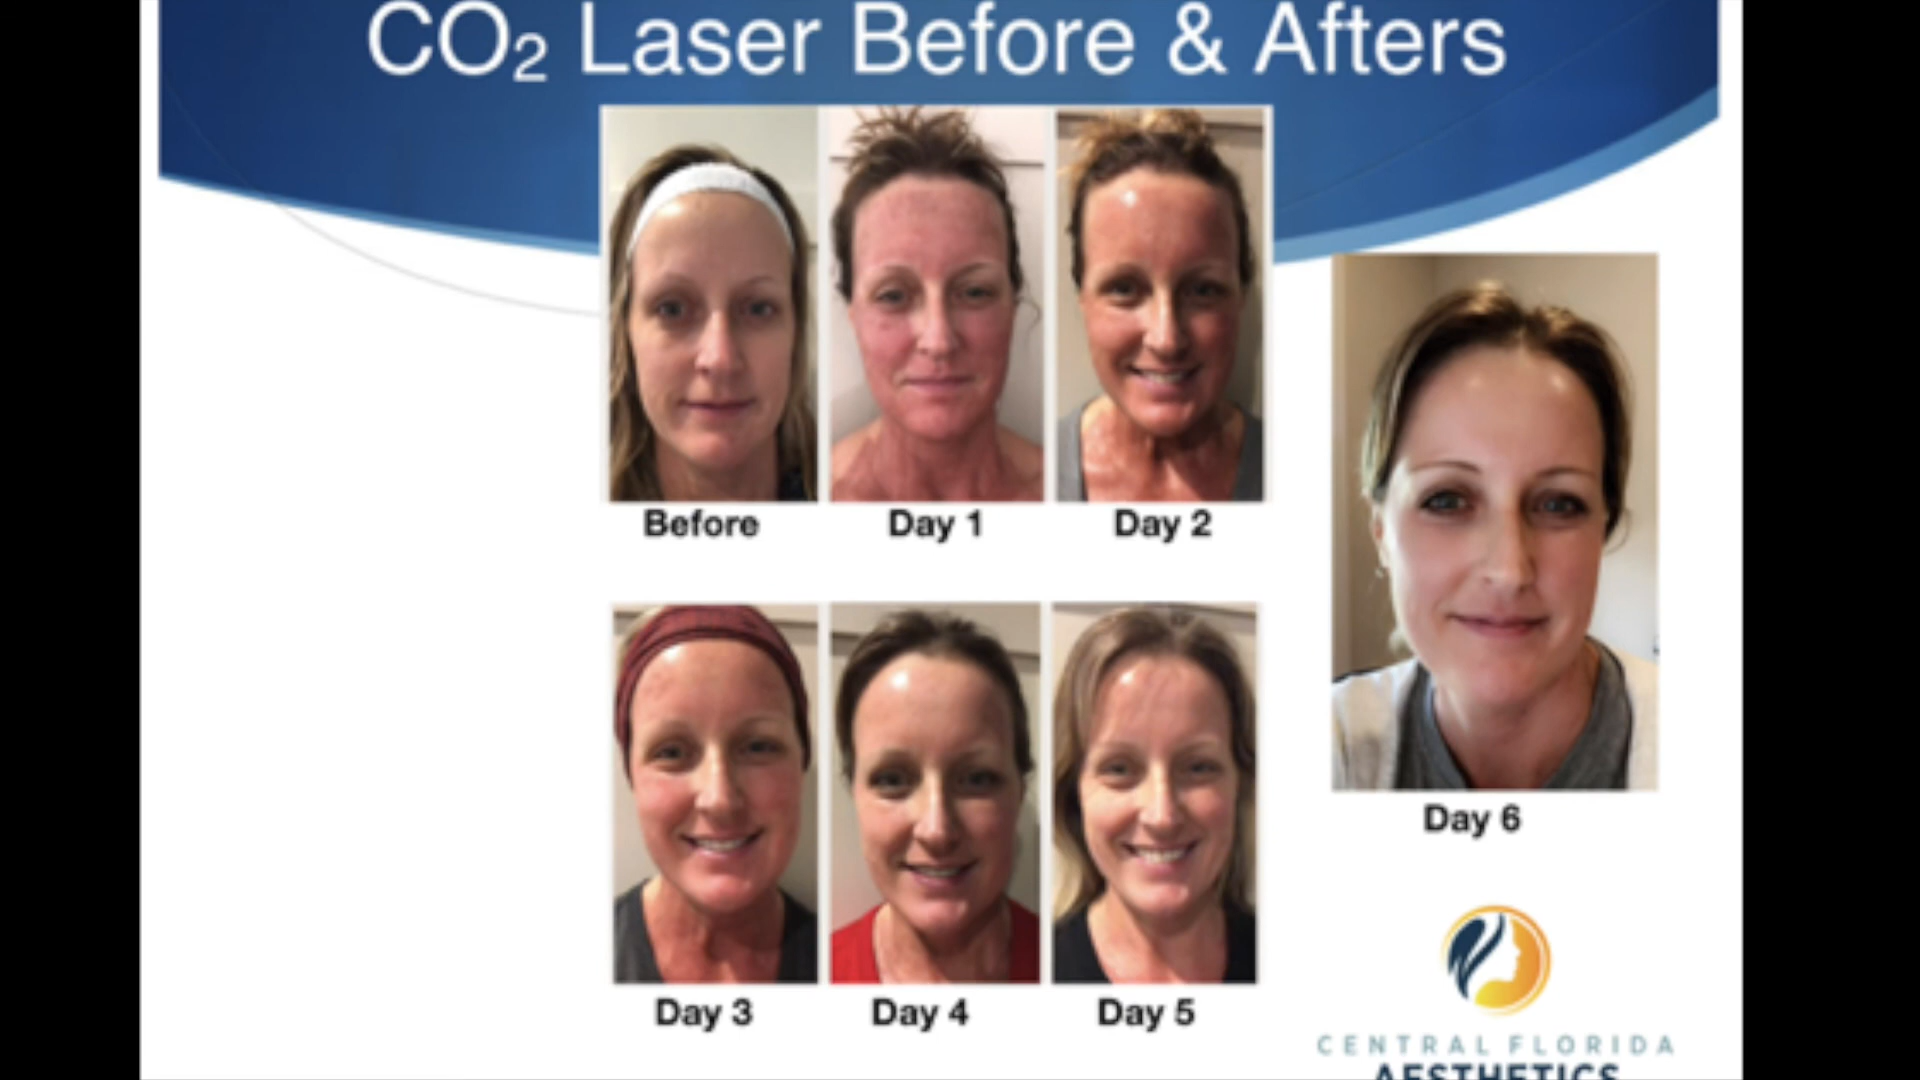 CO₂ Laser Before & Afters
Before
Day 1
Day 2
Day 3
Day 4
Day 5
Day 6
CENTRAL FLORIDA
AESTHETICS